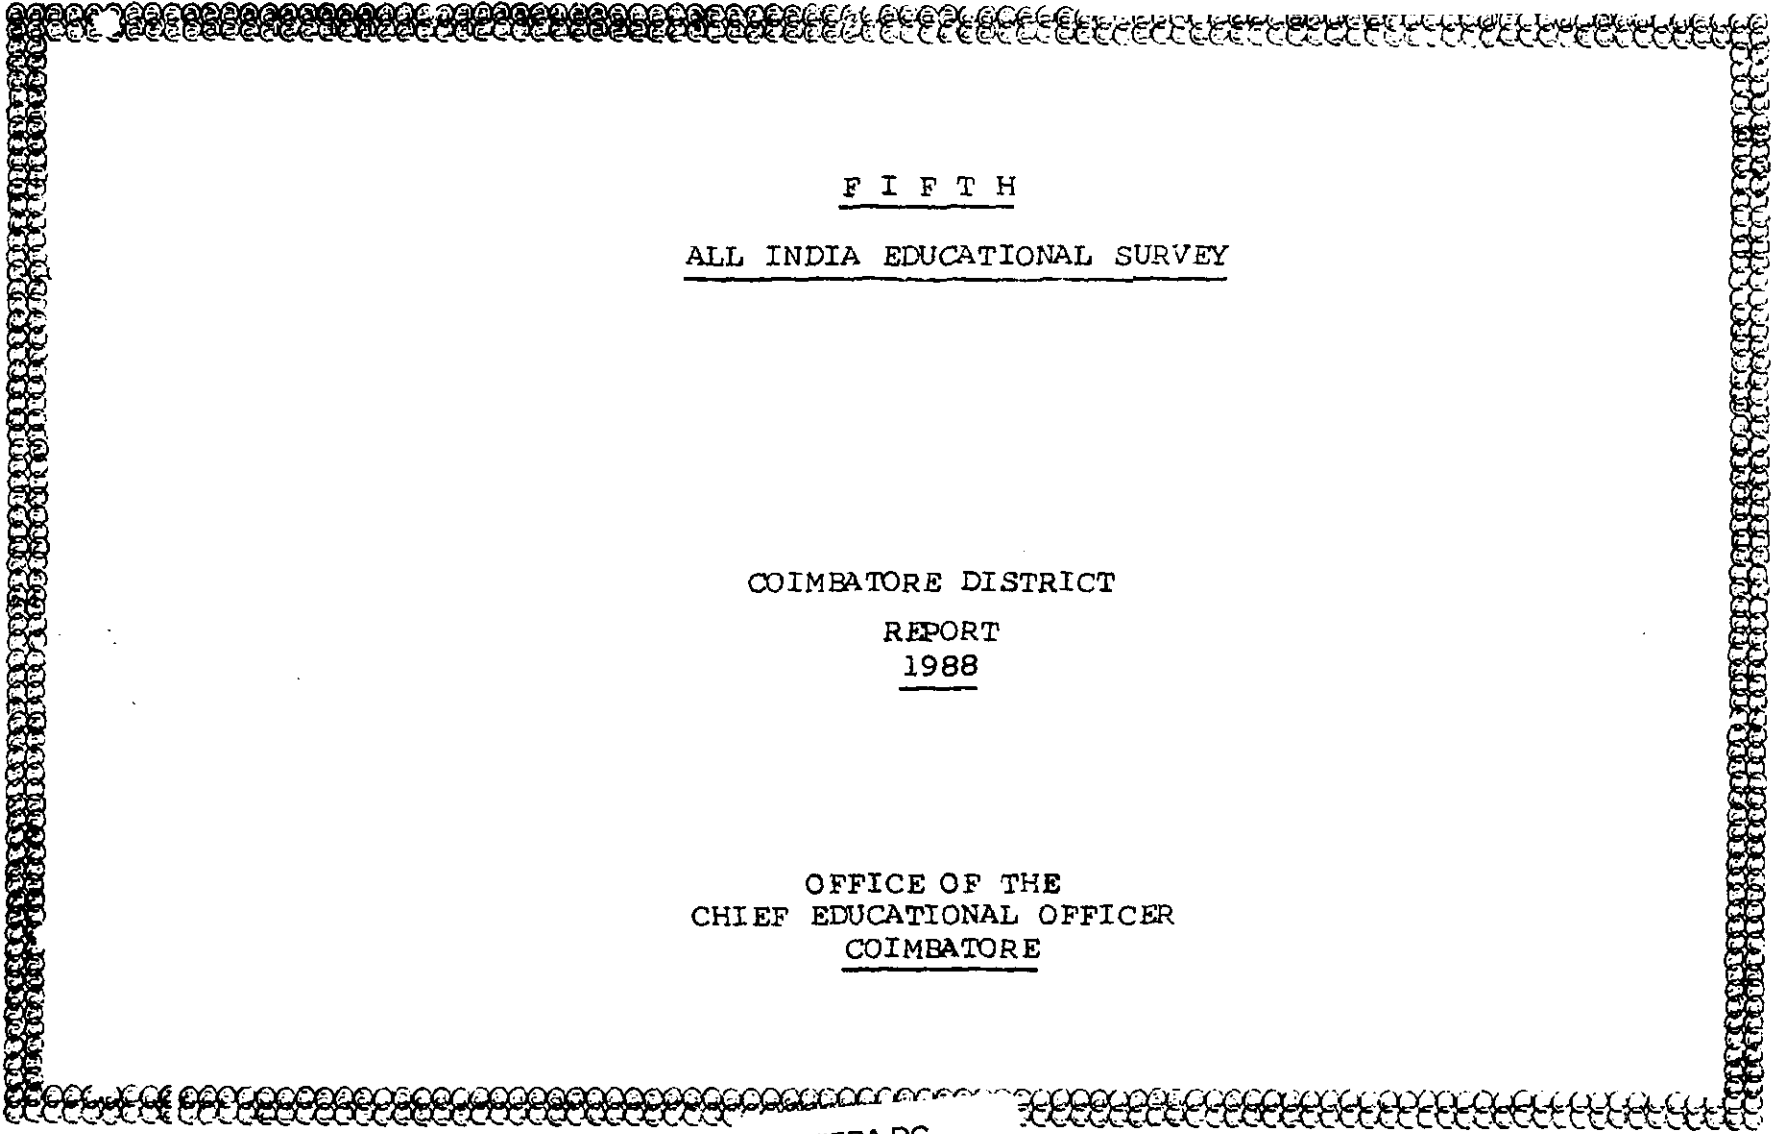 F I F T H
ALL INDIA EDUCATIONAL SURVEY
COIMBATORE DISTRICT
REPORT
1988
OFFICE OF THE
CHIEF EDUCATIONAL OFFICER
COIMBATORE